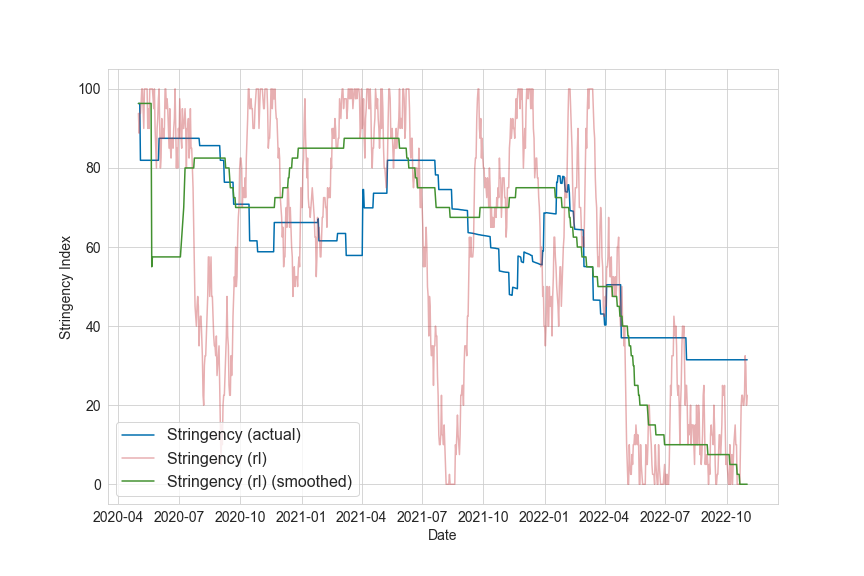 100
80
60
40
20
0
Stringency Index
Stringency (actual)
Stringency (rl)
Stringency (rl) (smoothed)
2020-04 2020-07 2020-10 2021-01 2021-04 2021-07 2021-10 2022-01 2022-04 2022-07 2022-10
Date